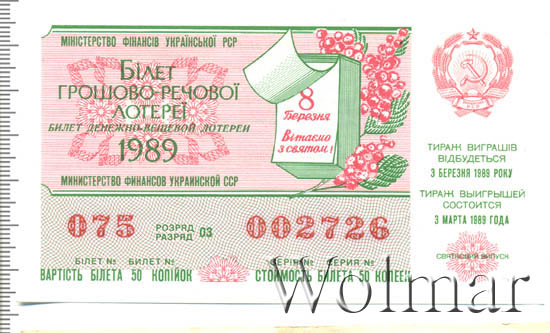 МІНІСТЕРСТВО ФІНАНСІВ УКРАЇНСЬКОЇ РСР
БІЛЕТ
ГРОШОВО-РЕЧОВОЇ
ЛОТЕРЕЇ
БИЛЕТ ДЕНЕЖНО-ВЕЩЕВОЙ ЛОТЕРЕИ
1989
МИНИСТЕРСТВО ФИНАНСОВ УКРАИНСКОЙ ССР
8
Березня
Вітаємо
з святом!
ТИРАЖ ВИГРАШІВ
ВІДБУДЕТЬСЯ
3 БЕРЕЗНЯ 1989 РОКУ
ТИРАЖ ВЫИГРЫШЕЙ
СОСТОИТСЯ
3 МАРТА 1989 ГОДА
СВЯТКОВИЙ ВИПУСК
075 РОЗРЯД РАЗРЯД 03 002726
БІЛЕТ № БИЛЕТ № СЕРІЯ № СЕРИЯ №
ВАРТІСТЬ БІЛЕТА 50 КОПІЙОК СТОИМОСТЬ БИЛЕТА 50 КОПЕЕК
Wolmar